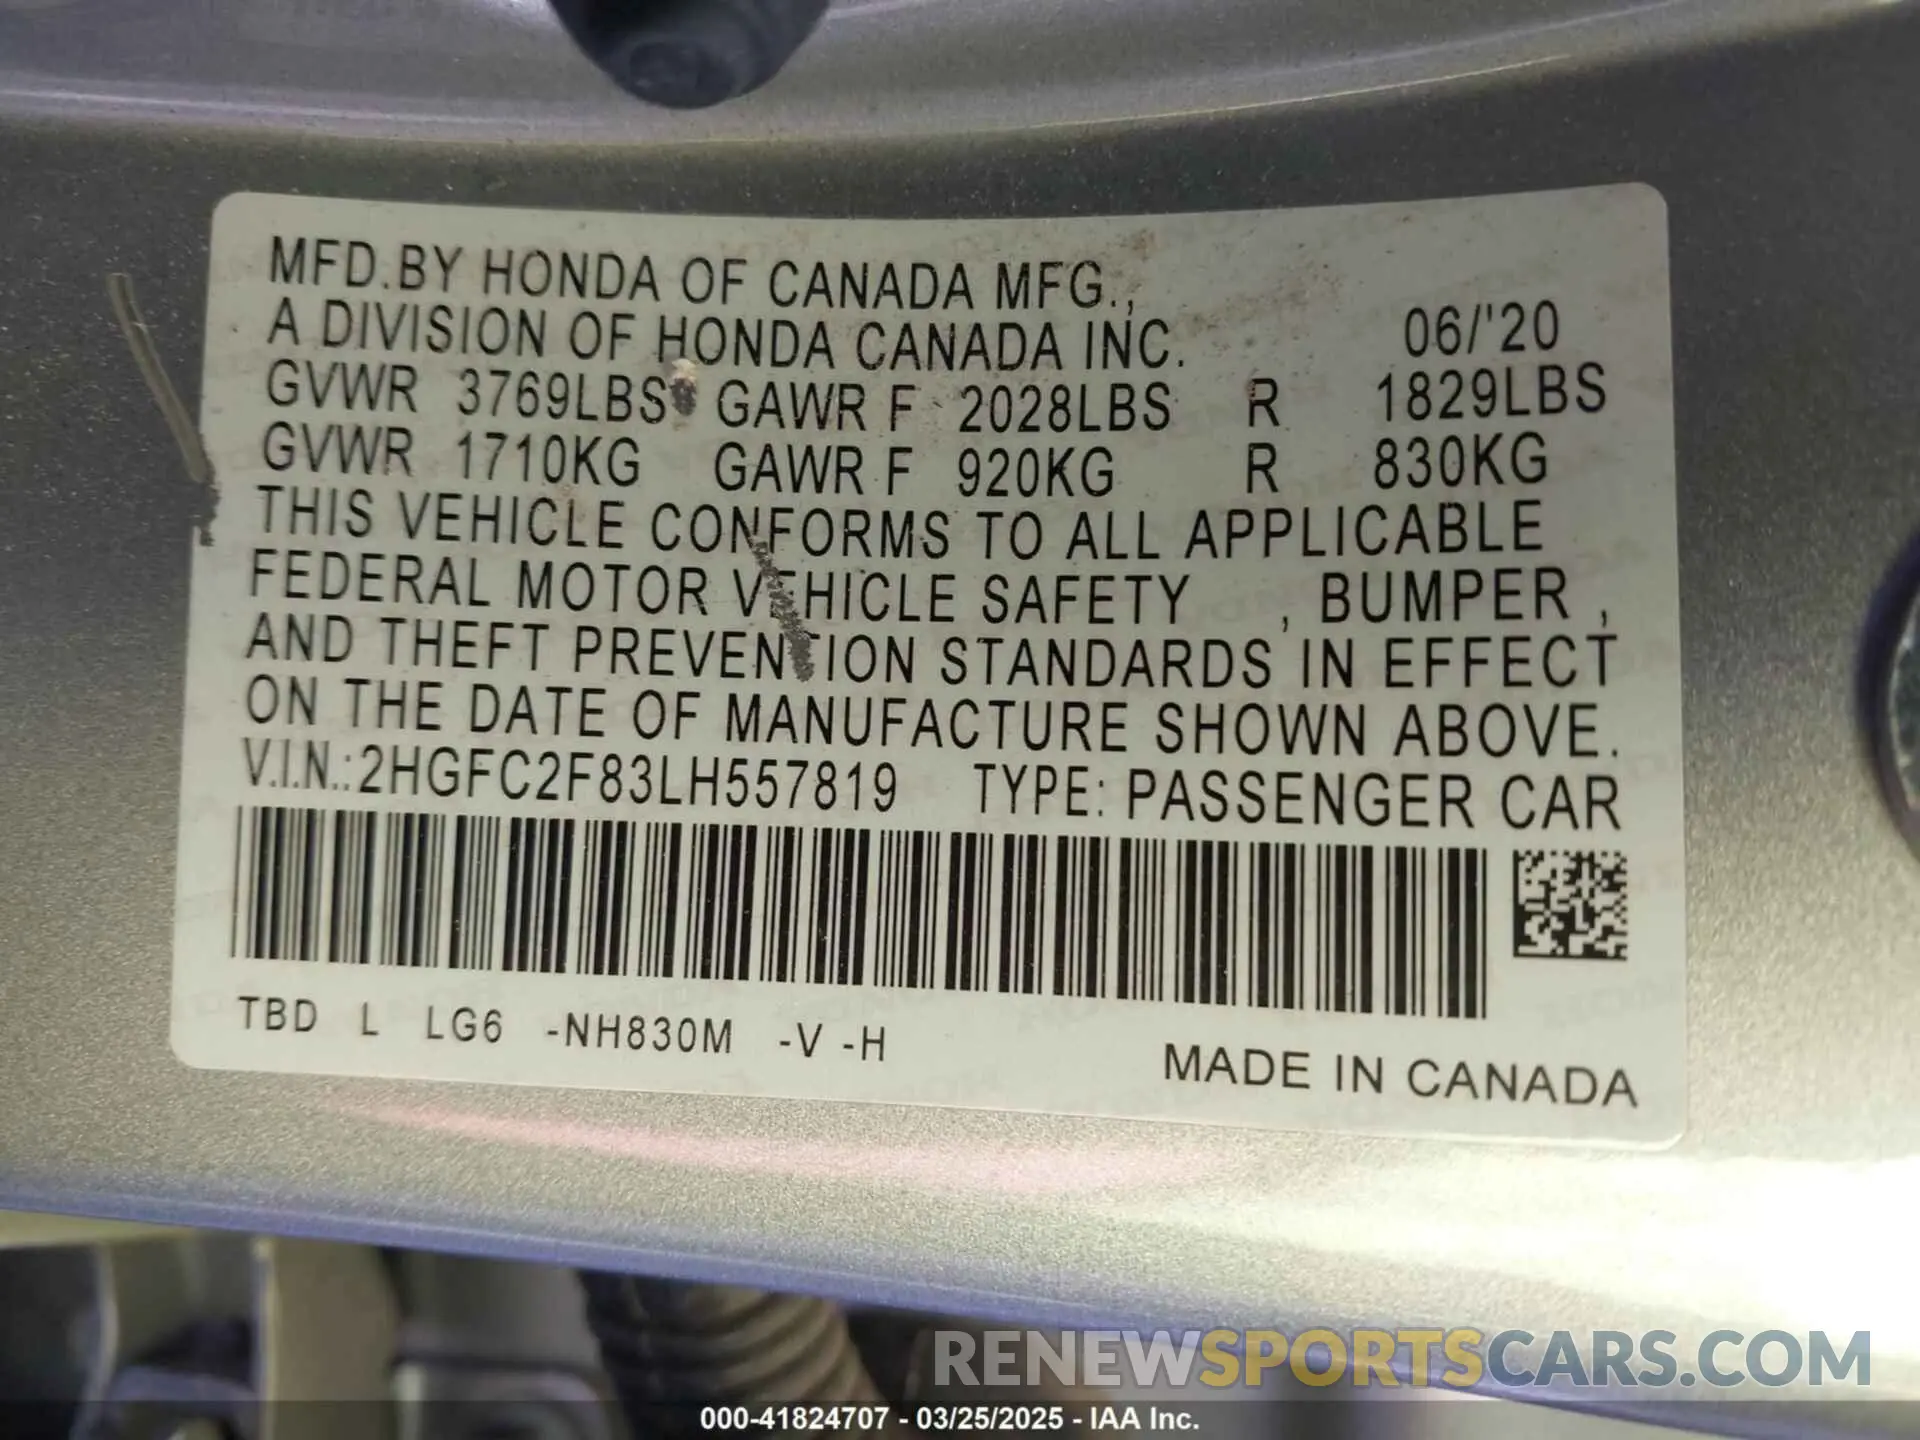 MFD.BY HONDA OF CANADA MFG.,
A DIVISION OF HONDA CANADA INC. 06/'20
GVWR 3769LBS GAWR F 2028LBS R 1829LBS
GVWR 1710KG GAWR F 920KG R 830KG
THIS VEHICLE CONFORMS TO ALL APPLICABLE
FEDERAL MOTOR VEHICLE SAFETY , BUMPER ,
AND THEFT PREVENTION STANDARDS IN EFFECT
ON THE DATE OF MANUFACTURE SHOWN ABOVE.
V.I.N.:2HGFC2F83LH557819 TYPE: PASSENGER CAR
TBD L LG6 -NH830M -V -H
MADE IN CANADA
RENEWSPORTSCARS.COM
000-41824707 - 03/25/2025 - IAA Inc.